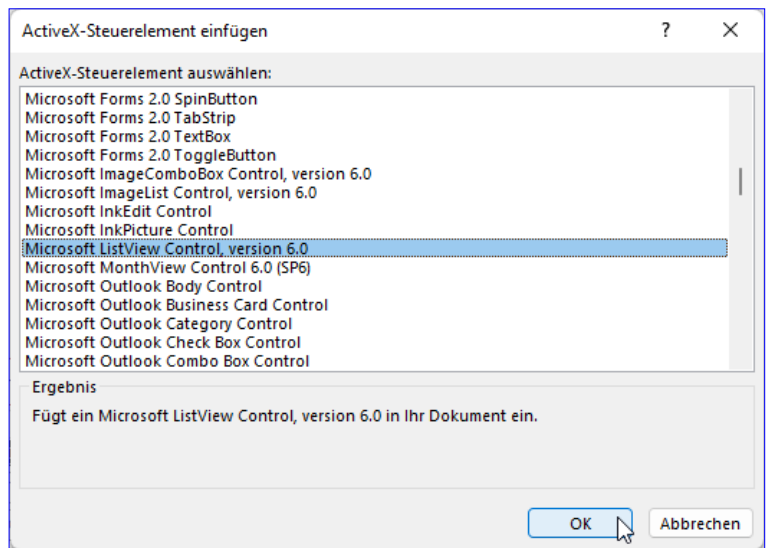 ActiveX-Steuerelement einfügen ?
ActiveX-Steuerelement auswählen:
Microsoft Forms 2.0 SpinButton
Microsoft Forms 2.0 TabStrip
Microsoft Forms 2.0 TextBox
Microsoft Forms 2.0 ToggleButton
Microsoft ImageComboBox Control, version 6.0
Microsoft ImageList Control, version 6.0
Microsoft InkEdit Control
Microsoft InkPicture Control
Microsoft ListView Control, version 6.0
Microsoft MonthView Control 6.0 (SP6)
Microsoft Outlook Body Control
Microsoft Outlook Business Card Control
Microsoft Outlook Category Control
Microsoft Outlook Check Box Control
Microsoft Outlook Combo Box Control
Ergebnis
Fügt ein Microsoft ListView Control, version 6.0 in Ihr Dokument ein.
OK Abbrechen